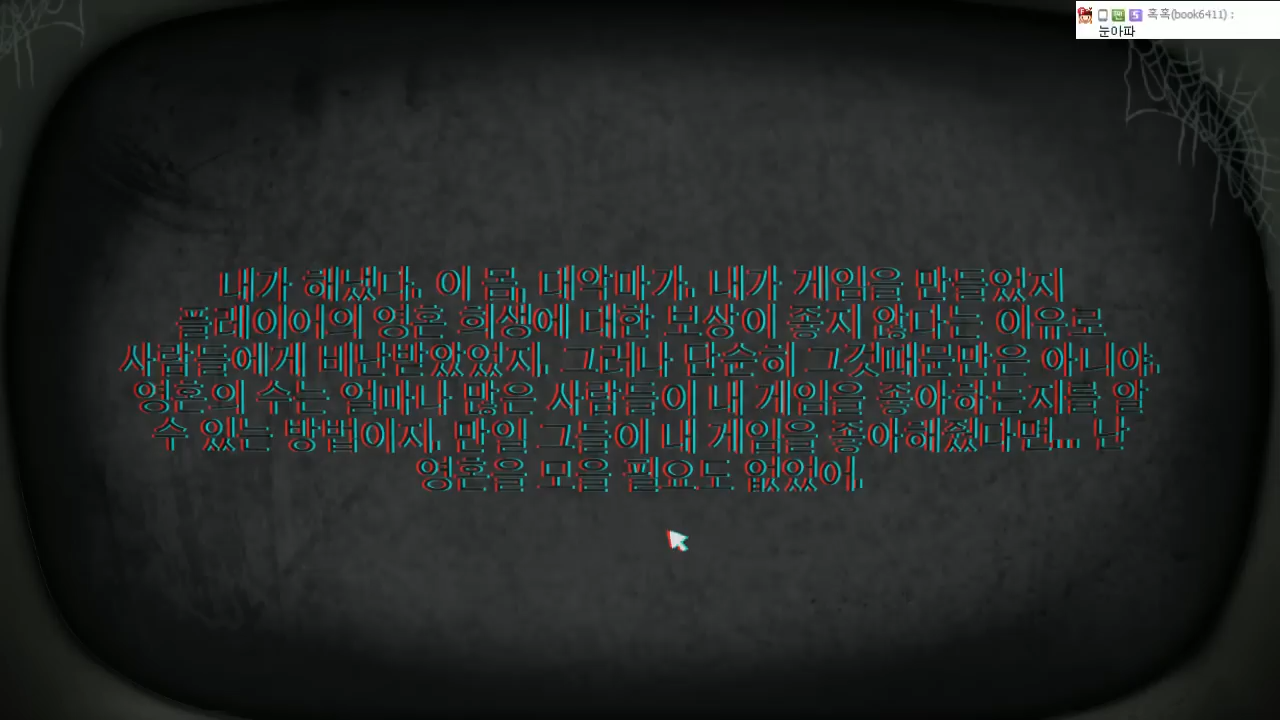 혹혹(book6411) :
눈아파
내가 해냈다. 이 몸, 대악마가. 내가 게임을 만들었지
플레이어의 영혼 희생에 대한 보상이 좋지 않다는 이유로
사람들에게 비난받았었지, 그러나 단순히 그것때문만은 아니야.
영혼의 수는 얼마나 많은 사람들이 내 게임을 좋아하는지를 알
수 있는 방법이지. 만일 그들이 내 게임을 좋아해줬다면... 난
영혼을 모을 필요도 없었어.